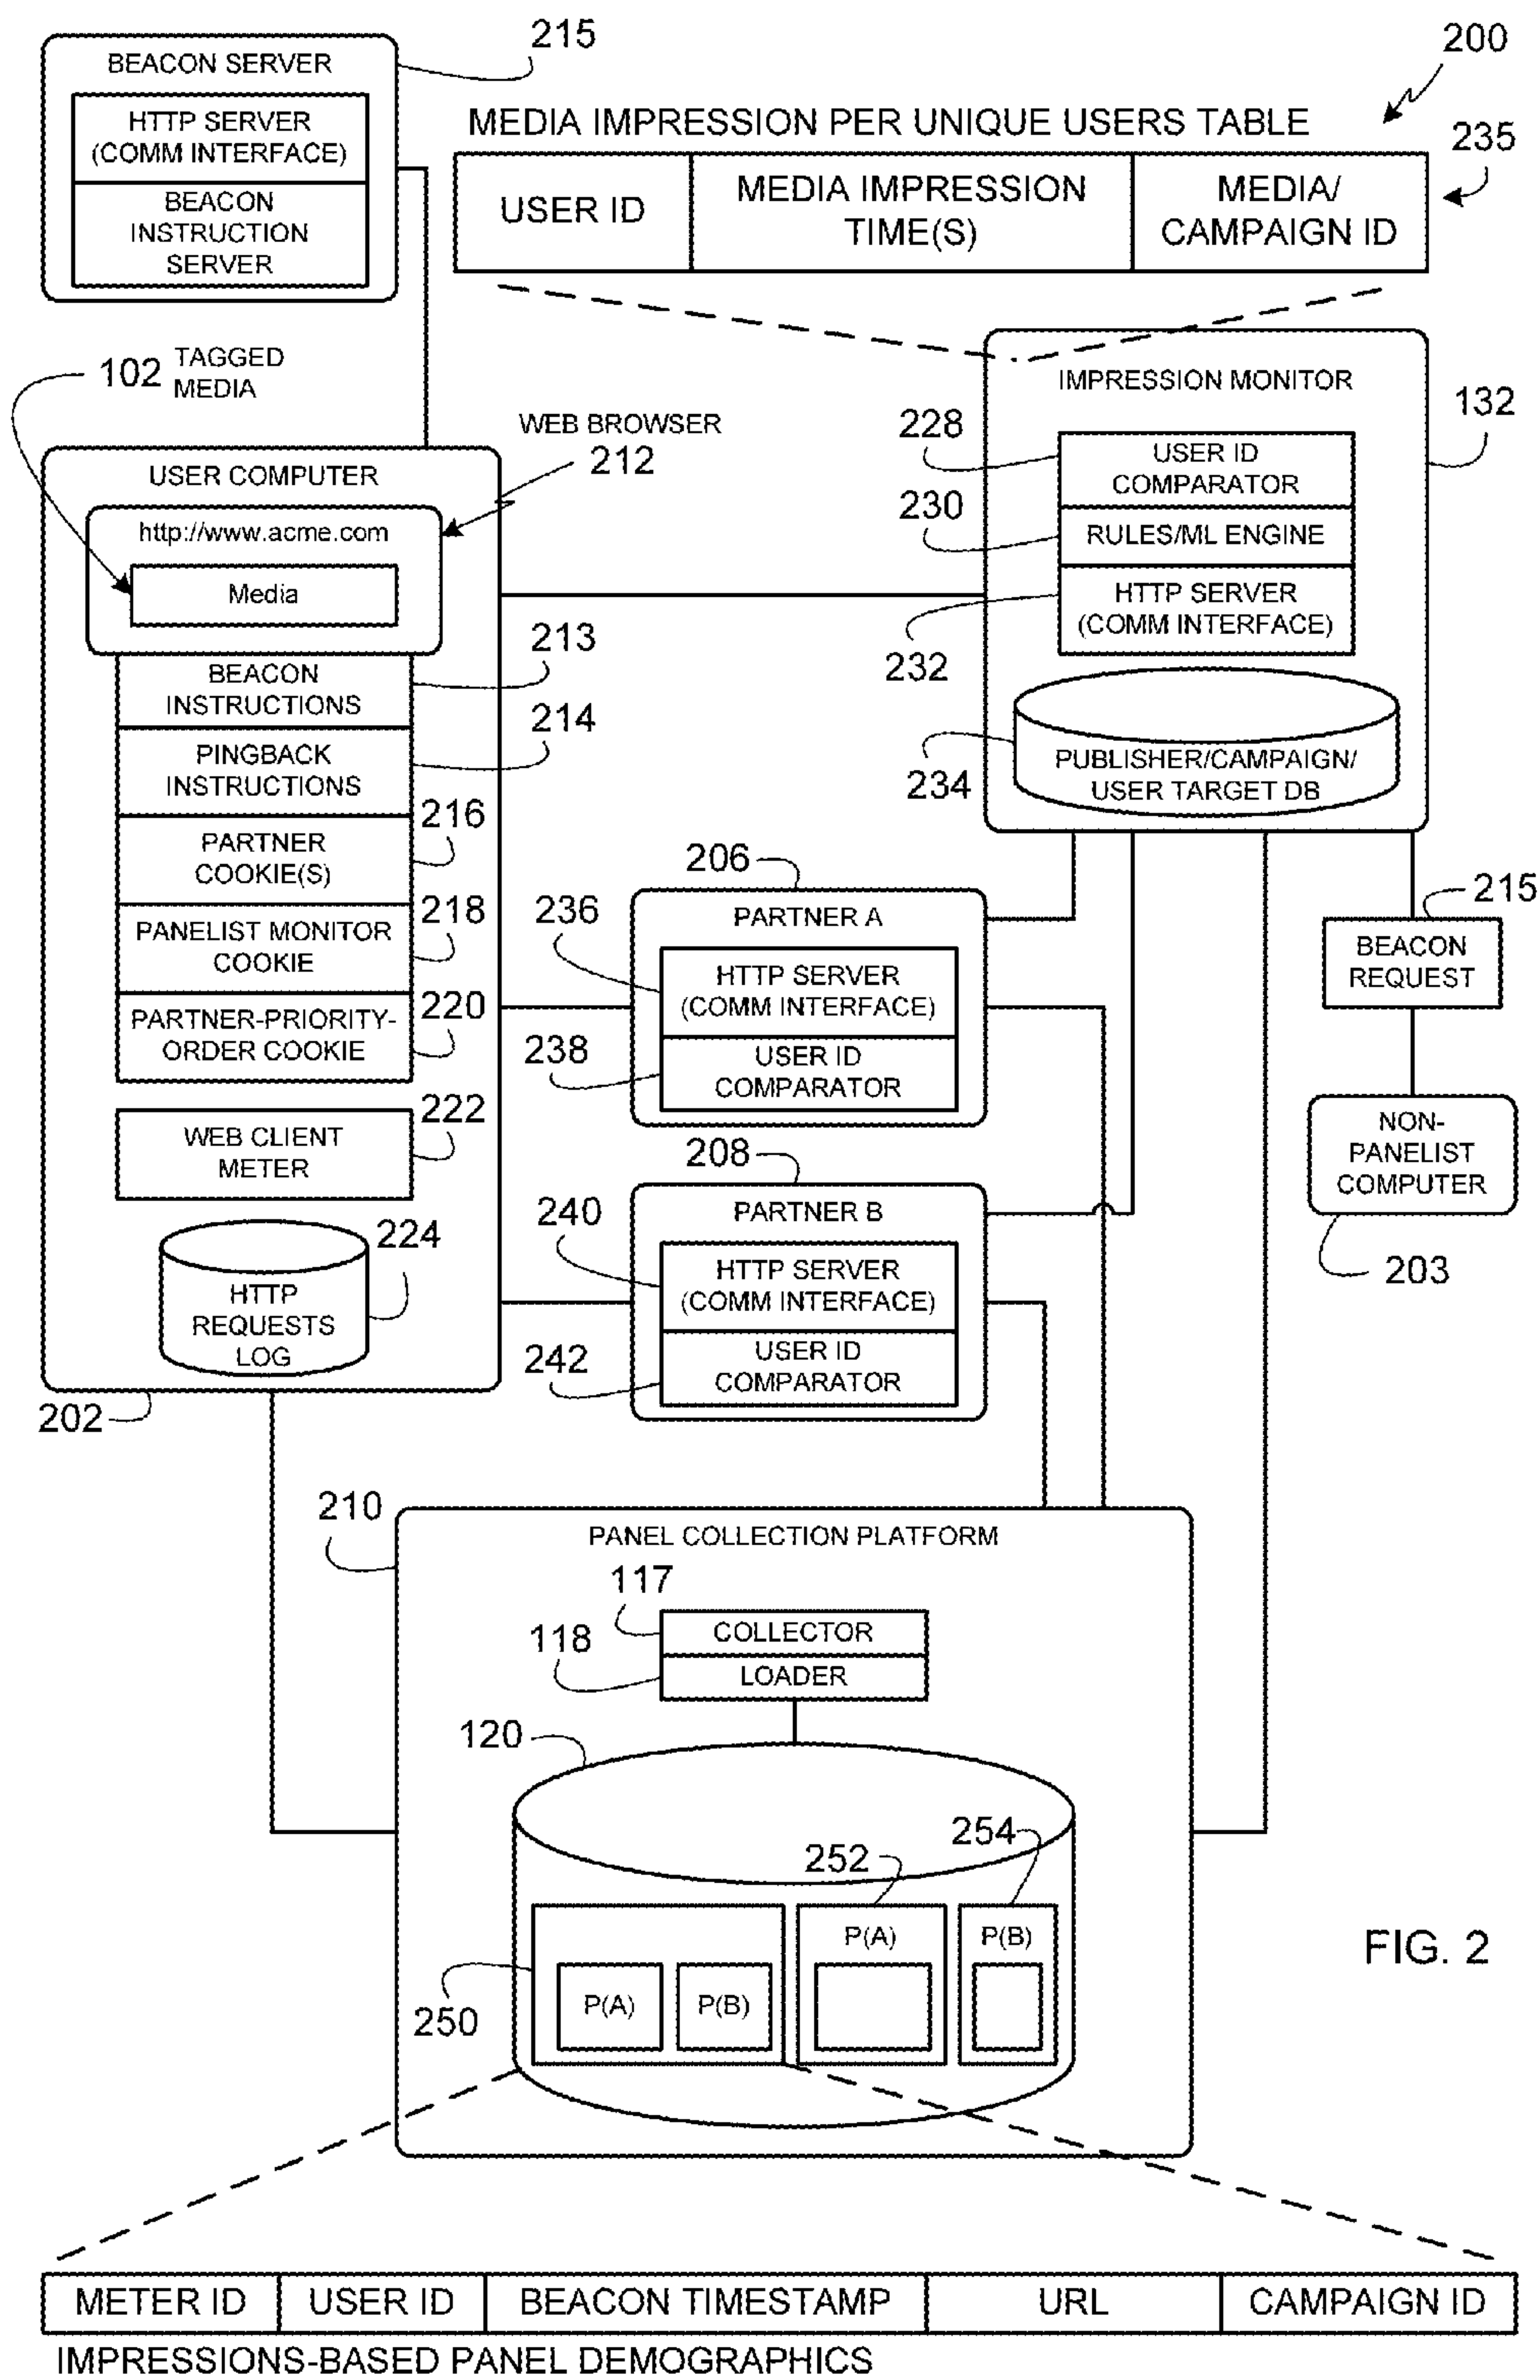 215
200
BEACON SERVER
HTTP SERVER
(COMM INTERFACE)
BEACON
INSTRUCTION
SERVER
MEDIA IMPRESSION PER UNIQUE USERS TABLE
235
USER ID
MEDIA IMPRESSION
TIME(S)
MEDIA/
CAMPAIGN ID
102
TAGGED
MEDIA
WEB BROWSER
212
USER COMPUTER
http://www.acme.com
Media
213
BEACON
INSTRUCTIONS
214
PINGBACK
INSTRUCTIONS
216
PARTNER
COOKIE(S)
218
PANELIST MONITOR
COOKIE
220
PARTNER-PRIORITY-
ORDER COOKIE
222
WEB CLIENT
METER
224
HTTP
REQUESTS
LOG
202
IMPRESSION MONITOR
132
228
USER ID
COMPARATOR
230
RULES/ML ENGINE
HTTP SERVER
(COMM INTERFACE)
232
234
PUBLISHER/CAMPAIGN/
USER TARGET DB
206
PARTNER A
236
HTTP SERVER
(COMM INTERFACE)
238
USER ID
COMPARATOR
208
PARTNER B
240
HTTP SERVER
(COMM INTERFACE)
242
USER ID
COMPARATOR
215
BEACON
REQUEST
NON-
PANELIST
COMPUTER
203
210
PANEL COLLECTION PLATFORM
117
COLLECTOR
118
LOADER
120
252
254
P(A)
P(B)
250
P(A)
P(B)
FIG. 2
METER ID
USER ID
BEACON TIMESTAMP
URL
CAMPAIGN ID
IMPRESSIONS-BASED PANEL DEMOGRAPHICS